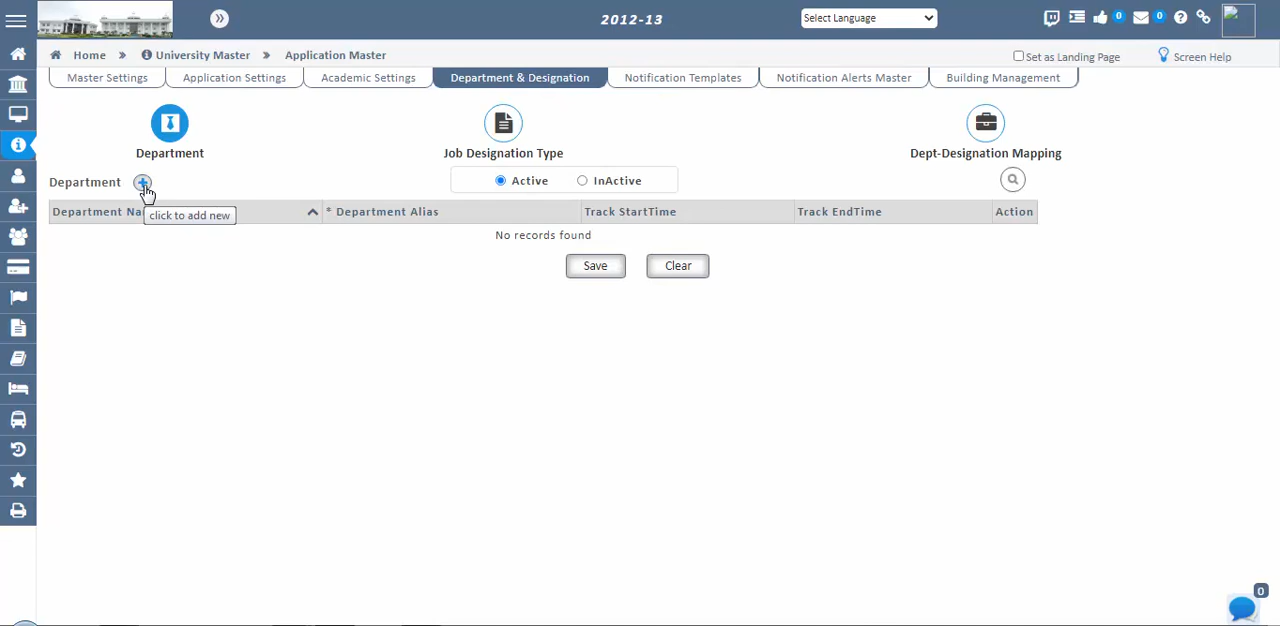 2012-13
Select Language
0
0
Home » University Master » Application Master
Set as Landing Page
Screen Help
Master Settings
Application Settings
Academic Settings
Department & Designation
Notification Templates
Notification Alerts Master
Building Management
Department
Job Designation Type
Dept-Designation Mapping
Department
Active
InActive
click to add new
Department Na
* Department Alias
Track StartTime
Track EndTime
Action
No records found
Save
Clear
0